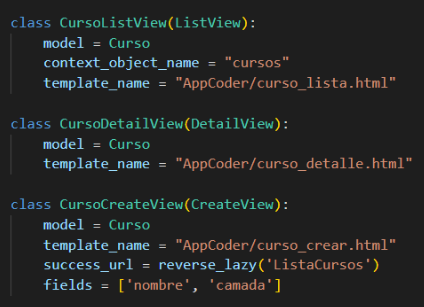 class CursoListView(ListView):
    model = Curso
    context_object_name = "cursos"
    template_name = "AppCoder/curso_lista.html"
class CursoDetailView(DetailView):
    model = Curso
    template_name = "AppCoder/curso_detalle.html"
class CursoCreateView(CreateView):
    model = Curso
    template_name = "AppCoder/curso_crear.html"
    success_url = reverse_lazy('ListaCursos')
    fields = ['nombre', 'camada']